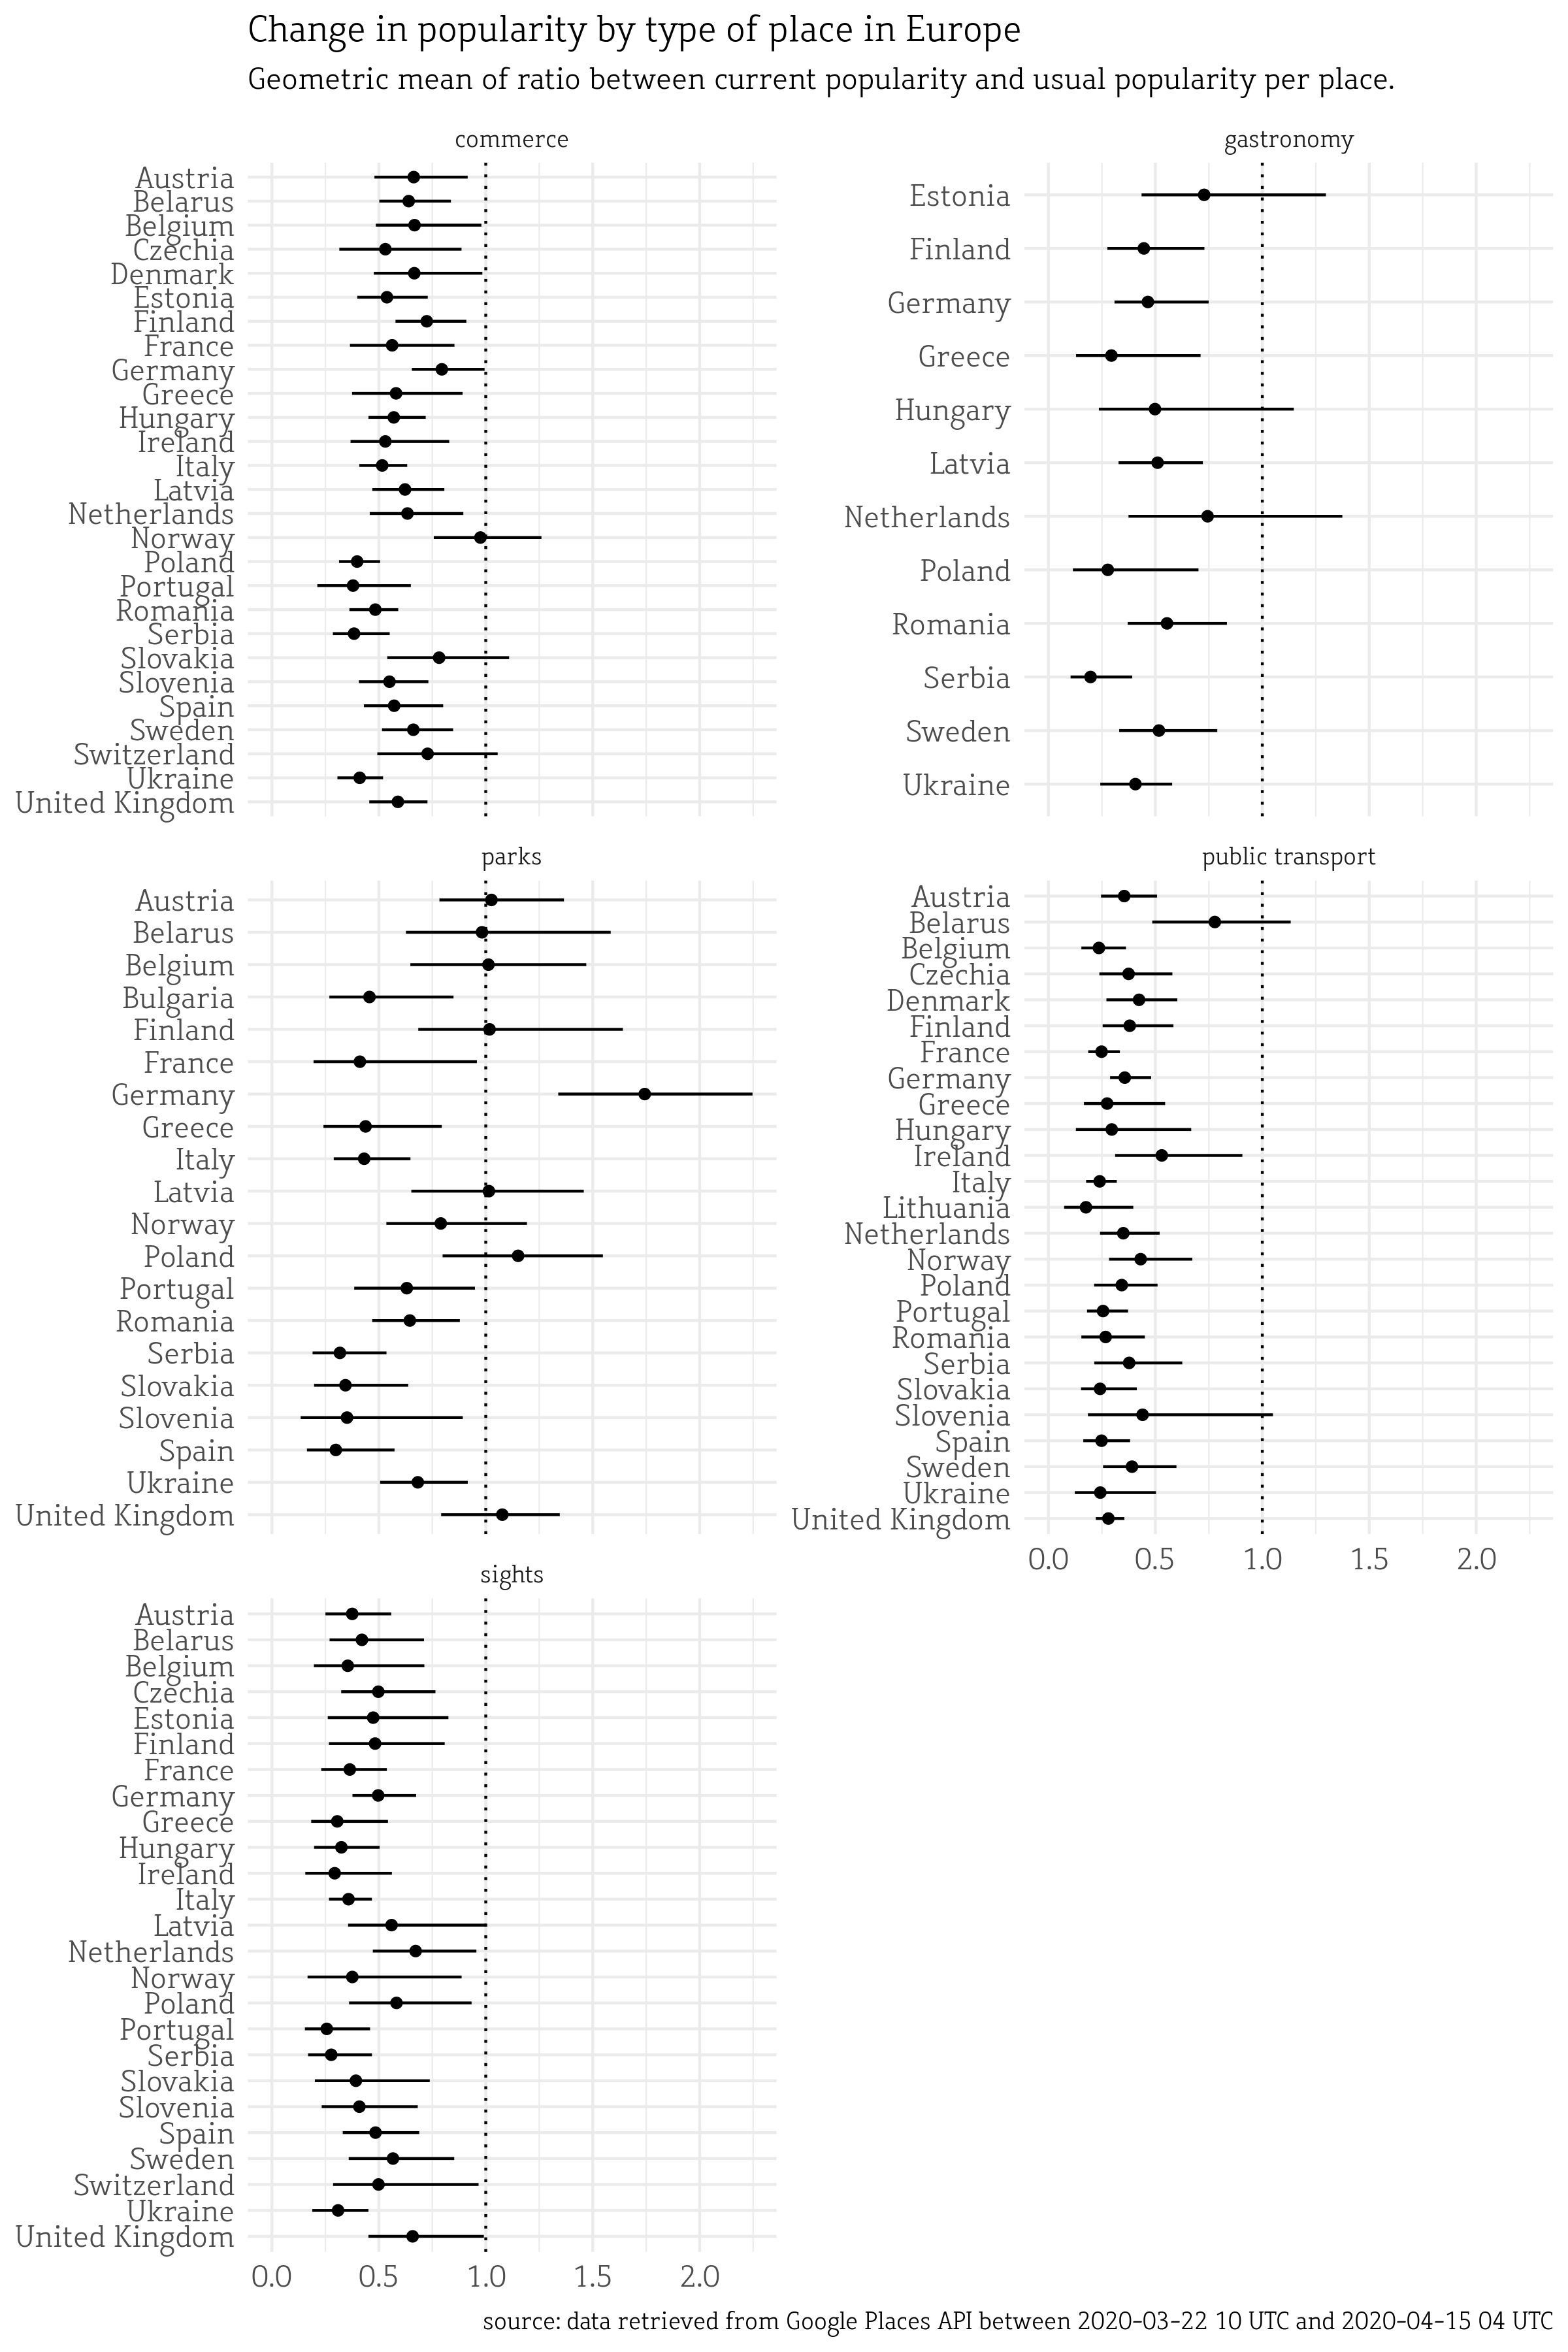 Change in popularity by type of place in Europe
Geometric mean of ratio between current popularity and usual popularity per place.
commerce
Austria
Belarus
Belgium
Czechia
Denmark
Estonia
Finland
France
Germany
Greece
Hungary
Ireland
Italy
Latvia
Netherlands
Norway
Poland
Portugal
Romania
Serbia
Slovakia
Slovenia
Spain
Sweden
Switzerland
Ukraine
United Kingdom
gastronomy
Estonia
Finland
Germany
Greece
Hungary
Latvia
Netherlands
Poland
Romania
Serbia
Sweden
Ukraine
parks
Austria
Belarus
Belgium
Bulgaria
Finland
France
Germany
Greece
Italy
Latvia
Norway
Poland
Portugal
Romania
Serbia
Slovakia
Slovenia
Spain
Ukraine
United Kingdom
public transport
Austria
Belarus
Belgium
Czechia
Denmark
Finland
France
Germany
Greece
Hungary
Ireland
Italy
Lithuania
Netherlands
Norway
Poland
Portugal
Romania
Serbia
Slovakia
Slovenia
Spain
Sweden
Ukraine
United Kingdom
0.0 0.5 1.0 1.5 2.0
sights
Austria
Belarus
Belgium
Czechia
Estonia
Finland
France
Germany
Greece
Hungary
Ireland
Italy
Latvia
Netherlands
Norway
Poland
Portugal
Serbia
Slovakia
Slovenia
Spain
Sweden
Switzerland
Ukraine
United Kingdom
0.0 0.5 1.0 1.5 2.0
source: data retrieved from Google Places API between 2020-03-22 10 UTC and 2020-04-15 04 UTC